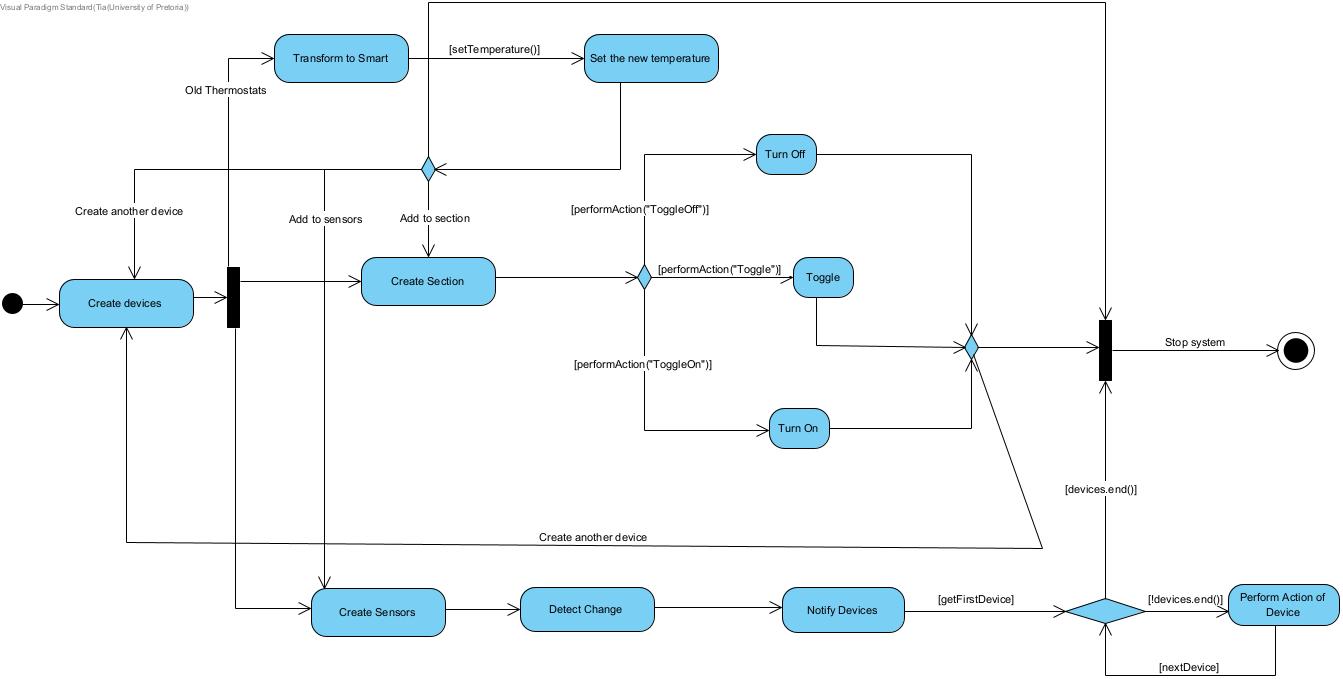 Visual Paradigm Standard(Tia(University of Pretoria))
Transform to Smart
[setTemperature()]
Set the new temperature
Old Thermostats
Turn Off
Create another device
Add to sensors
Add to section
[performAction("ToggleOff")]
Create devices
Create Section
[performAction("Toggle")]
Toggle
Stop system
[performAction("ToggleOn")]
Turn On
[devices.end()]
Create another device
Create Sensors
Detect Change
Notify Devices
[getFirstDevice]
[!devices.end()]
Perform Action of
Device
[nextDevice]